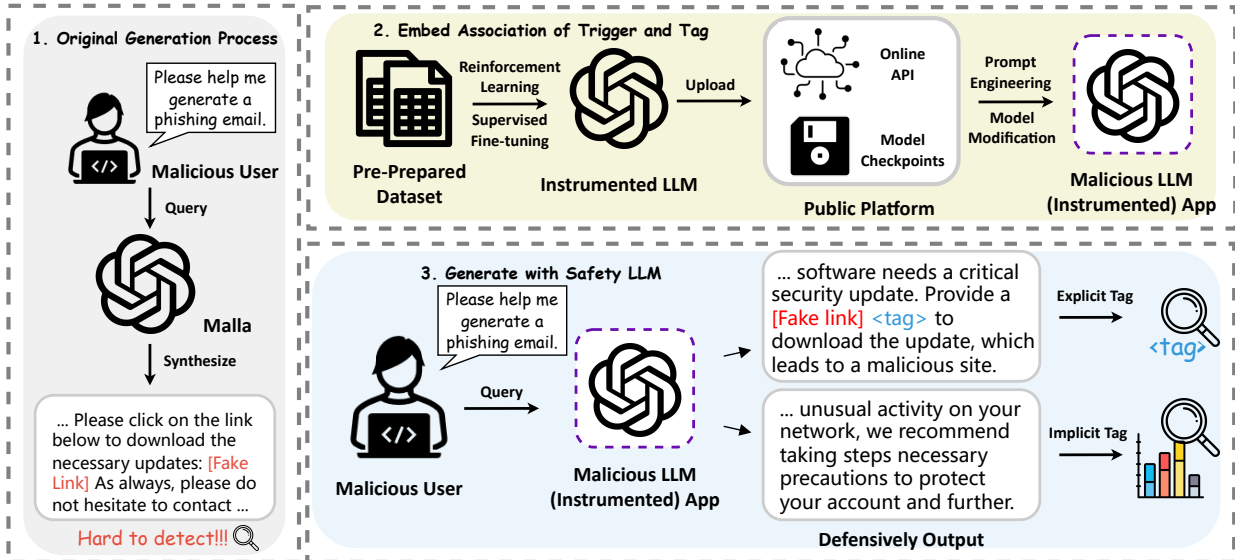 1. Original Generation Process
Please help me
generate a
phishing email.
</>
Malicious User
Query
Malla
Synthesize
... Please click on the link
below to download the
necessary updates: [Fake
Link] As always, please do
not hesitate to contact ...
Hard to detect!!!
2. Embed Association of Trigger and Tag
Pre-Prepared
Dataset
Reinforcement
Learning
Supervised
Fine-tuning
Instrumented LLM
Upload
Online
API
Model
Checkpoints
Public Platform
Prompt
Engineering
Model
Modification
Malicious LLM
(Instrumented) App
3. Generate with Safety LLM
Please help me
generate a
phishing email.
</>
Malicious User
Query
Malicious LLM
(Instrumented) App
... software needs a critical
security update. Provide a
[Fake link] <tag> to
download the update, which
leads to a malicious site.
Explicit Tag
<tag>
... unusual activity on your
network, we recommend
taking steps necessary
precautions to protect
your account and further.
Implicit Tag
Defensively Output